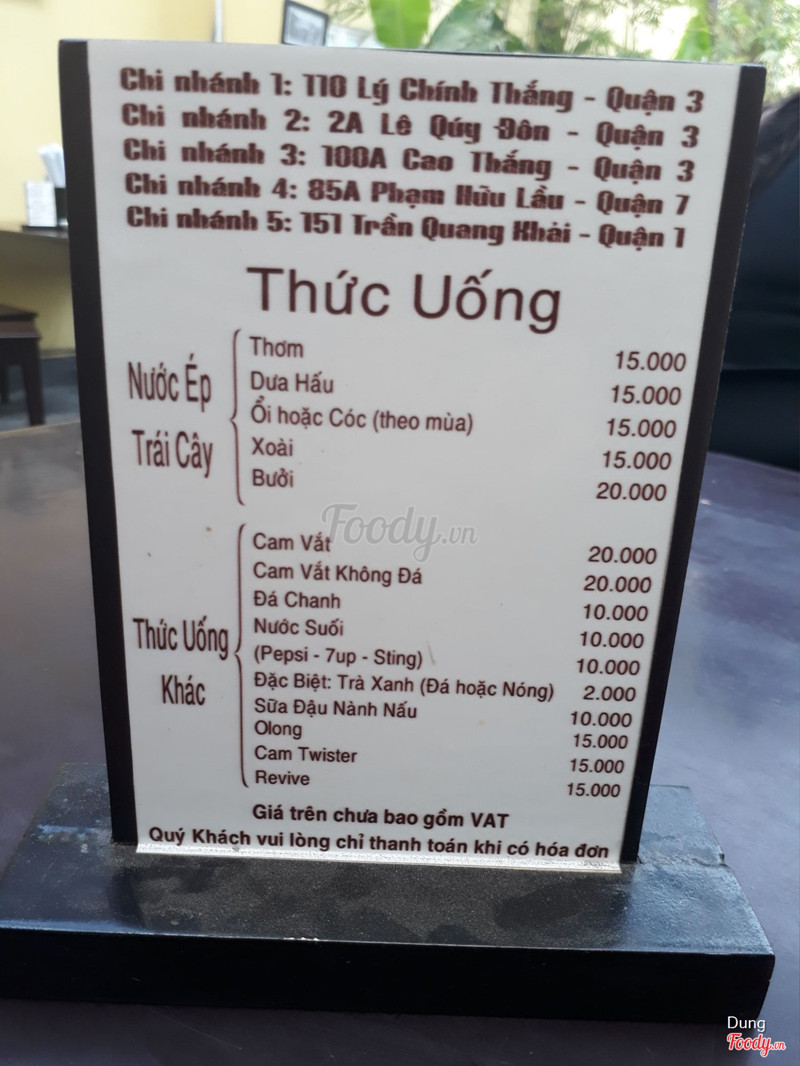 Chi nhánh 1: 110 Lý Chính Thắng - Quận 3
Chi nhánh 2: 2A Lê Qúy Đôn - Quận 3
Chi nhánh 3: 100A Cao Thắng - Quận 3
Chi nhánh 4: 85A Phạm Hữu Lầu - Quận 7
Chi nhánh 5: 151 Trần Quang Khải - Quận 1
Thức Uống
Nước Ép
Trái Cây
Thơm 15.000
Dưa Hấu 15.000
Ổi hoặc Cóc (theo mùa) 15.000
Xoài 15.000
Bưởi 20.000
Foody.vn
Thức Uống
Khác
Cam Vắt 20.000
Cam Vắt Không Đá 20.000
Đá Chanh 10.000
Nước Suối 10.000
(Pepsi - 7up - Sting) 10.000
Đặc Biệt: Trà Xanh (Đá hoặc Nóng) 2.000
Sữa Đậu Nành Nấu 10.000
Olong 15.000
Cam Twister 15.000
Revive 15.000
Giá trên chưa bao gồm VAT
Quý Khách vui lòng chỉ thanh toán khi có hóa đơn
Dung
Foody.vn